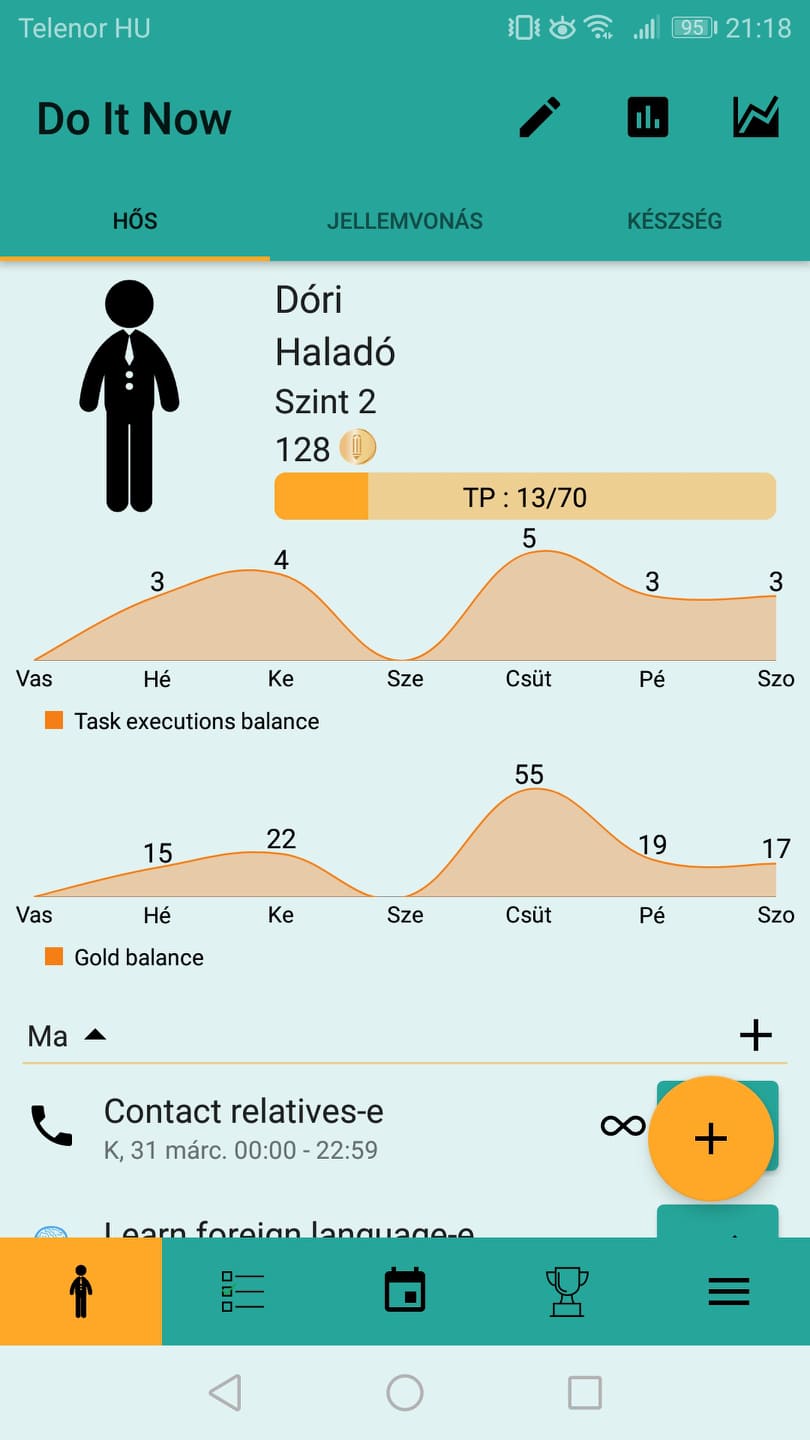 Telenor HU 95 21:18
Do It Now
HŐS JELLEMVONÁS KÉSZSÉG
Dóri
Haladó
Szint 2
128
TP : 13/70
3 4 5 3 3
Vas Hé Ke Sze Csüt Pé Szo
Task executions balance
15 22 55 19 17
Vas Hé Ke Sze Csüt Pé Szo
Gold balance
Ma
Contact relatives-e
K, 31 márc. 00:00 - 22:59
Learn foreign language-e